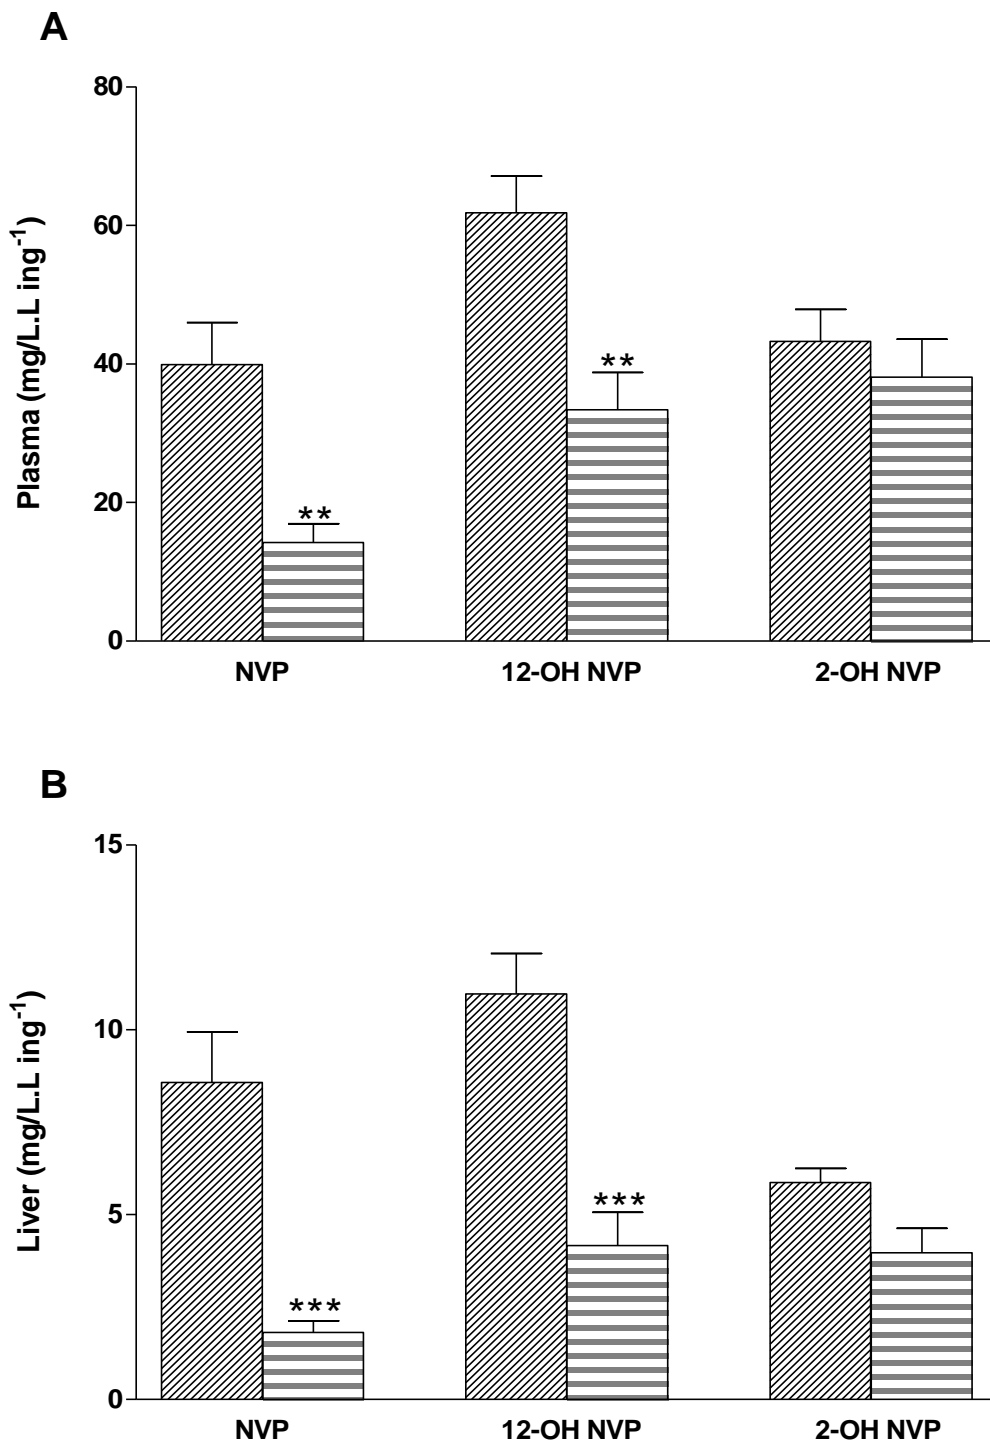 A
80
60
40
20
0
Plasma (mg/L.L ing-1)
**
**
NVP
12-OH NVP
2-OH NVP
B
15
10
5
0
Liver (mg/L.L ing-1)
***
***
NVP
12-OH NVP
2-OH NVP